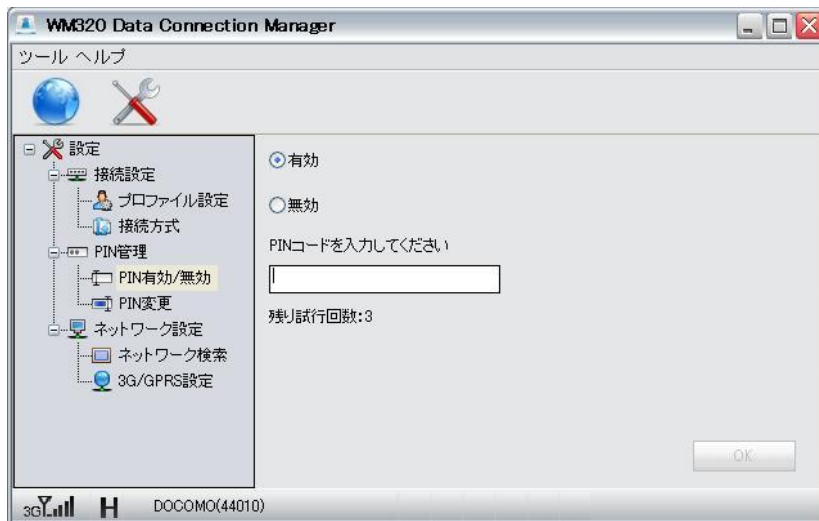 WM320 Data Connection Manager
ツール ヘルプ
設定
接続設定
プロファイル設定
接続方式
PIN管理
PIN有効/無効
PIN変更
ネットワーク設定
ネットワーク検索
3G/GPRS設定
有効
無効
PINコードを入力してください
残り試行回数:3
OK
3G H DOCOMO(44010)